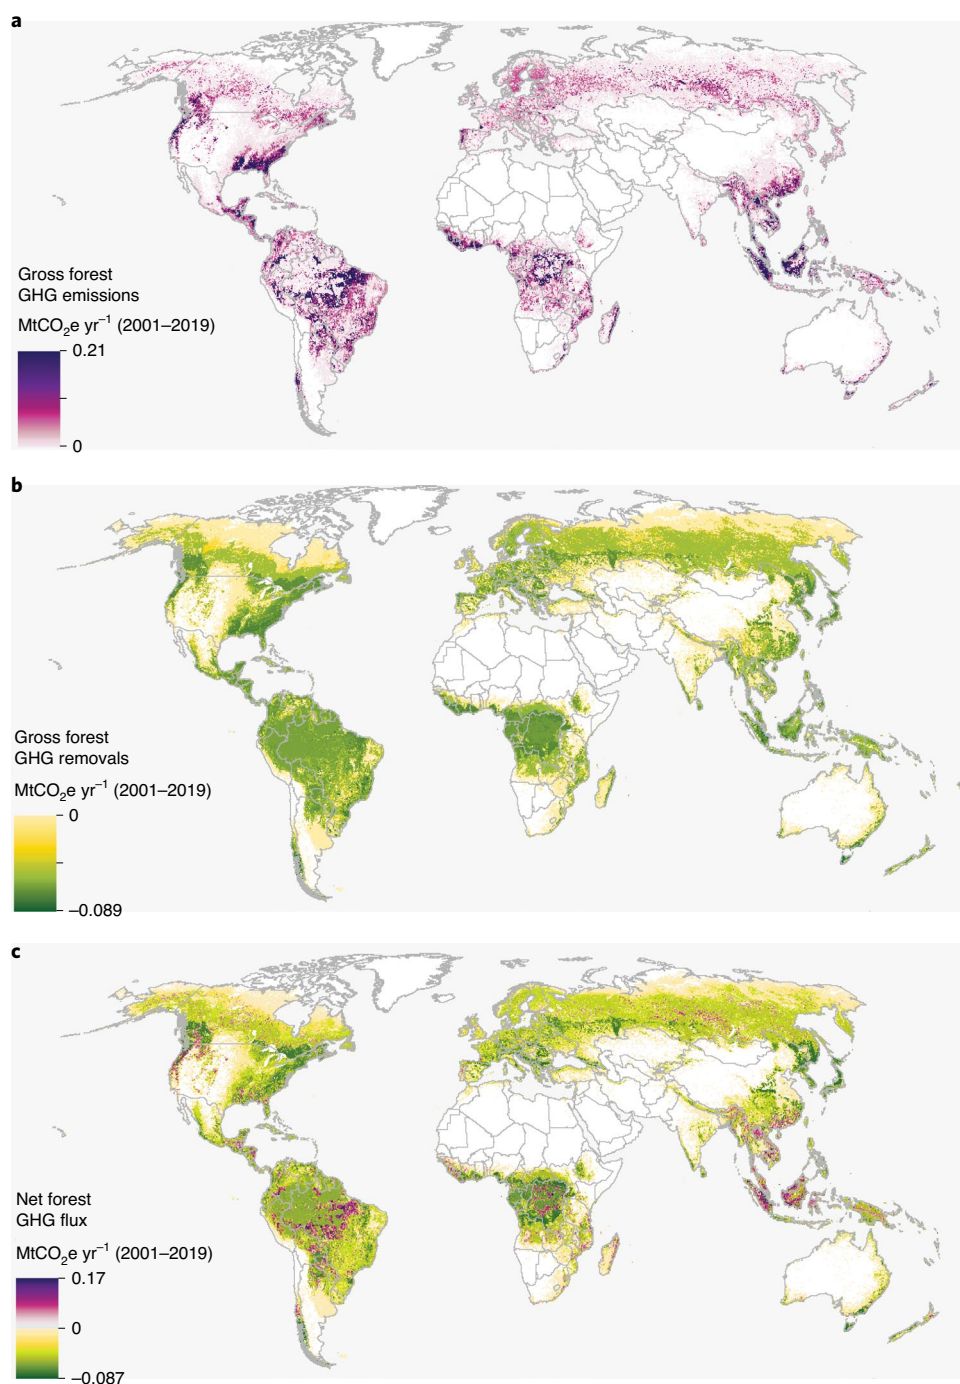 a
Gross forest
GHG emissions
MtCO₂e yr⁻¹ (2001–2019)
0.21
0
b
Gross forest
GHG removals
MtCO₂e yr⁻¹ (2001–2019)
0
–0.089
c
Net forest
GHG flux
MtCO₂e yr⁻¹ (2001–2019)
0.17
0
–0.087